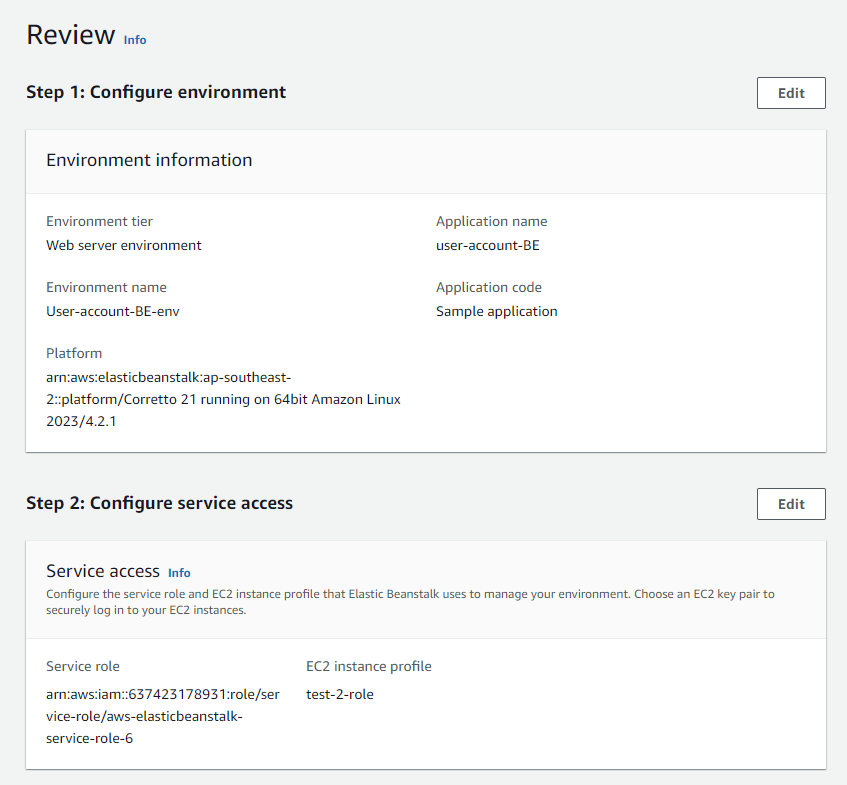 Review Info
Step 1: Configure environment
Edit
Environment information
Environment tier
Web server environment
Application name
user-account-BE
Environment name
User-account-BE-env
Application code
Sample application
Platform
arn:aws:elasticbeanstalk:ap-southeast-
2::platform/Corretto 21 running on 64bit Amazon Linux
2023/4.2.1
Step 2: Configure service access
Edit
Service access Info
Configure the service role and EC2 instance profile that Elastic Beanstalk uses to manage your environment. Choose an EC2 key pair to
securely log in to your EC2 instances.
Service role
arn:aws:iam::637423178931:role/ser
vice-role/aws-elasticbeanstalk-
service-role-6
EC2 instance profile
test-2-role